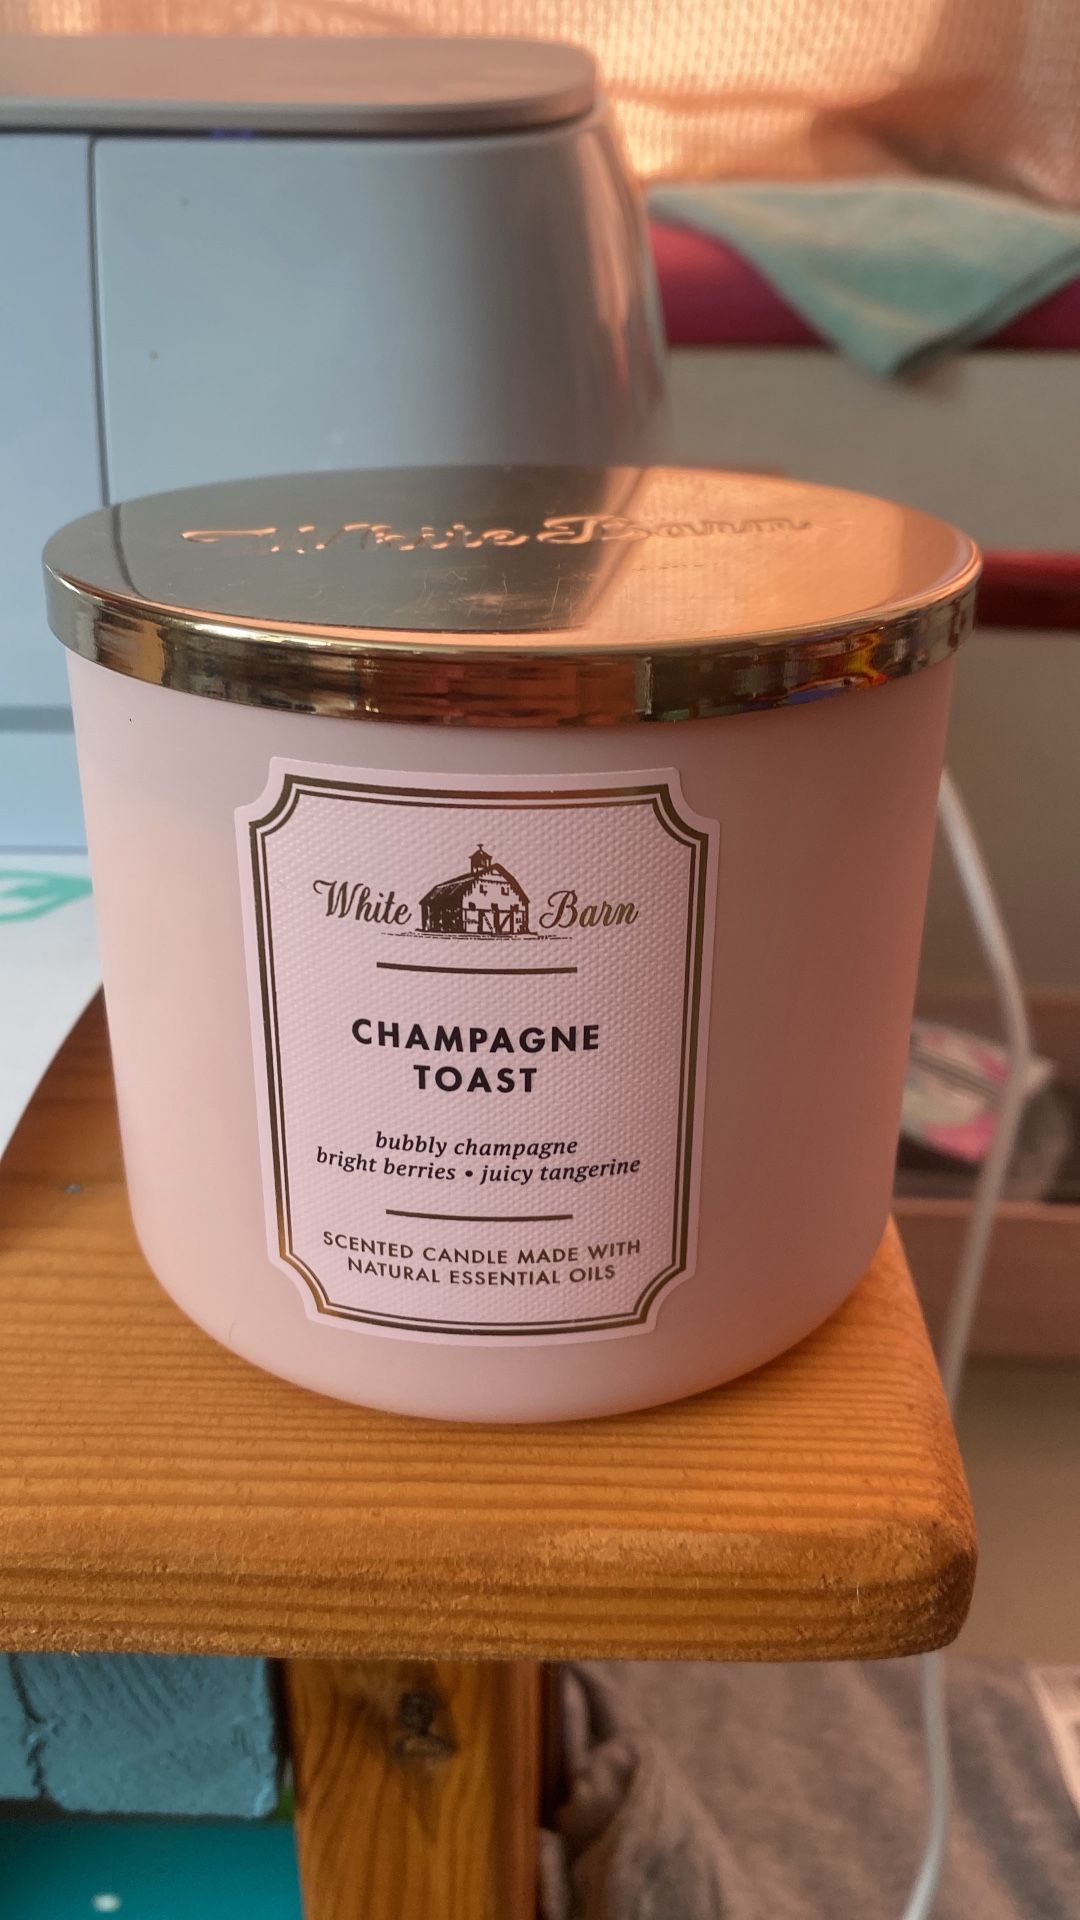 White Barn
White Barn
CHAMPAGNE
TOAST
bubbly champagne
bright berries • juicy tangerine
SCENTED CANDLE MADE WITH
NATURAL ESSENTIAL OILS